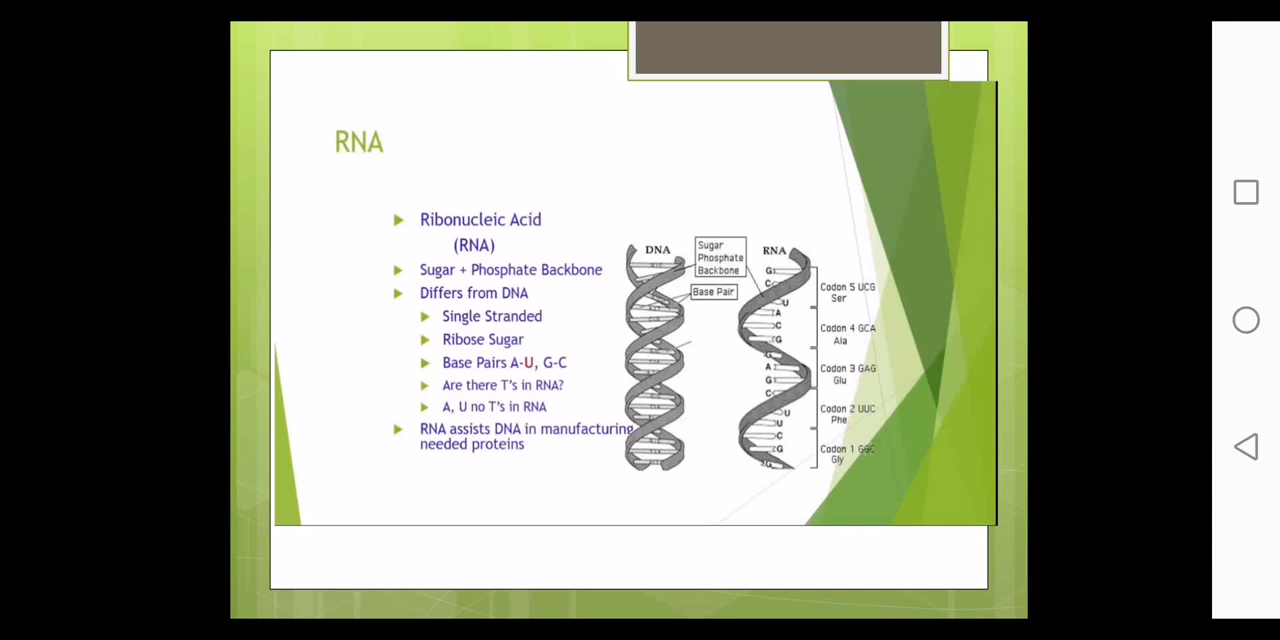 RNA
Ribonucleic Acid
(RNA)
Sugar + Phosphate Backbone
Differs from DNA
Single Stranded
Ribose Sugar
Base Pairs A-U, G-C
Are there T's in RNA?
A, U no T's in RNA
RNA assists DNA in manufacturing
needed proteins
DNA
Sugar
Phosphate
Backbone
Base Pair
RNA
G
C
U
A
C
G
G
A
G
C
U
U
C
G
G
Codon 5 UCG
Ser
Codon 4 GCA
Ala
Codon 3 GAG
Glu
Codon 2 UUC
Phe
Codon 1 GGC
Gly